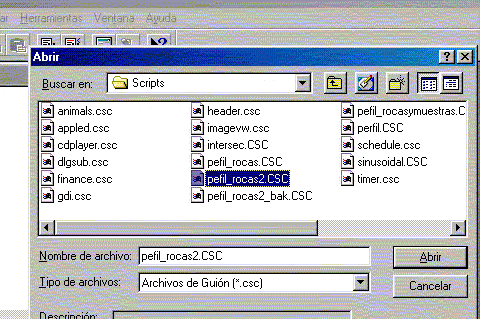 Herramientas Ventana Ayuda
Abrir
Buscar en: Scripts
animals.csc header.csc pefil_rocasymuestras.C
appled.csc imagevw.csc perfil.CSC
cdplayer.csc intersec.CSC schedule.csc
dlgsub.csc pefil_rocas.CSC sinusoidal.CSC
finance.csc pefil_rocas2.CSC timer.csc
gdi.csc pefil_rocas2_bak.CSC
Nombre de archivo: pefil_rocas2.CSC Abrir
Tipo de archivos: Archivos de Guión (*.csc) Cancelar
Descripción: